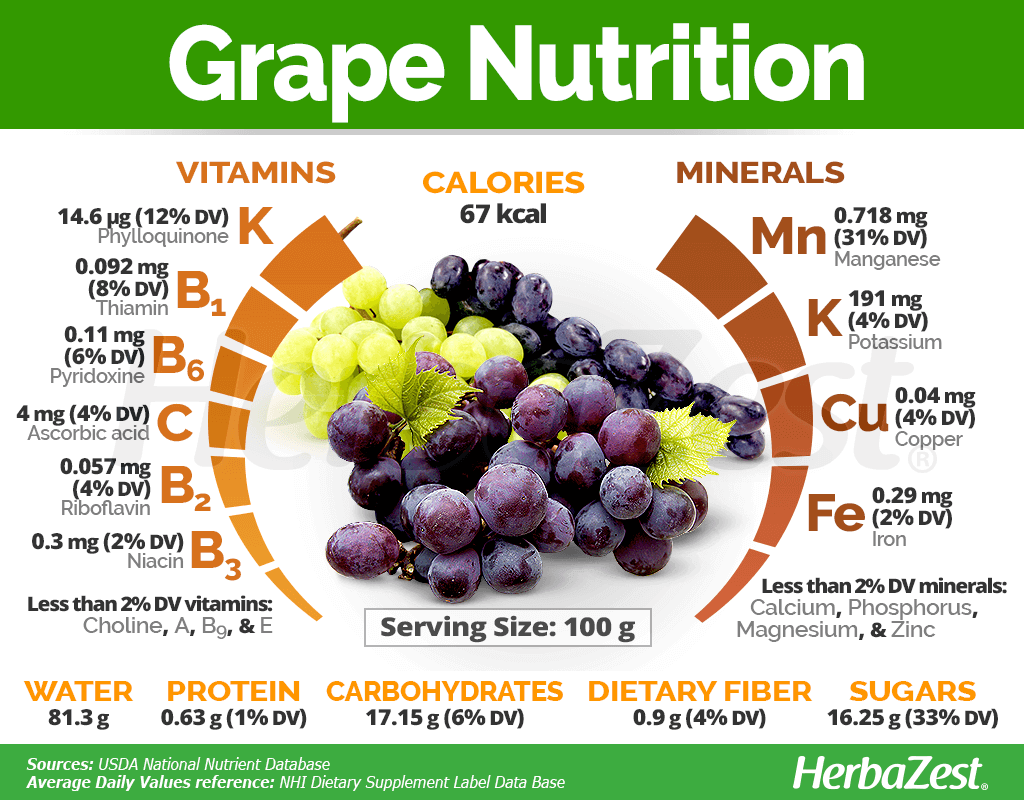 Grape Nutrition
VITAMINS
14.6 µg (12% DV)
Phylloquinone
K
0.092 mg
(8% DV)
Thiamin
B1
0.11 mg
(6% DV)
Pyridoxine
B6
4 mg (4% DV)
Ascorbic acid
C
0.057 mg
(4% DV)
Riboflavin
B2
0.3 mg (2% DV)
Niacin
B3
Less than 2% DV vitamins:
Choline, A, B9, & E
CALORIES
67 kcal
MINERALS
Mn
0.718 mg
(31% DV)
Manganese
K
191 mg
(4% DV)
Potassium
Cu
0.04 mg
(4% DV)
Copper
Fe
0.29 mg
(2% DV)
Iron
Less than 2% DV minerals:
Calcium, Phosphorus,
Magnesium, & Zinc
HerbaZest®
Serving Size: 100 g
WATER
81.3 g
PROTEIN
0.63 g (1% DV)
CARBOHYDRATES
17.15 g (6% DV)
DIETARY FIBER
0.9 g (4% DV)
SUGARS
16.25 g (33% DV)
Sources: USDA National Nutrient Database
Average Daily Values reference: NHI Dietary Supplement Label Data Base
HerbaZest®